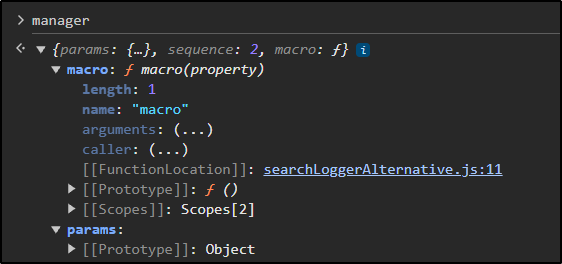 > manager
{params: {…}, sequence: 2, macro: ƒ} i
macro: ƒ macro(property)
length: 1
name: "macro"
arguments: (...)
caller: (...)
[[FunctionLocation]]: searchLoggerAlternative.js:11
[[Prototype]]: ƒ ()
[[Scopes]]: Scopes[2]
params:
[[Prototype]]: Object